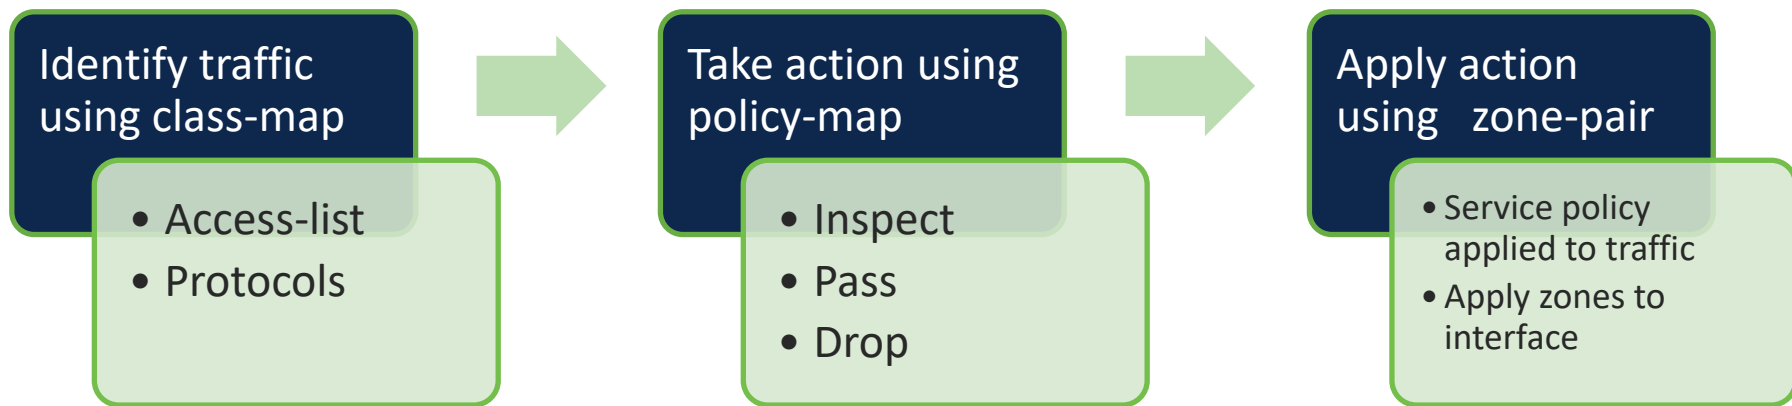 Identify traffic
using class-map
• Access-list
• Protocols
Take action using
policy-map
• Inspect
• Pass
• Drop
Apply action
using zone-pair
• Service policy
applied to traffic
• Apply zones to
interface